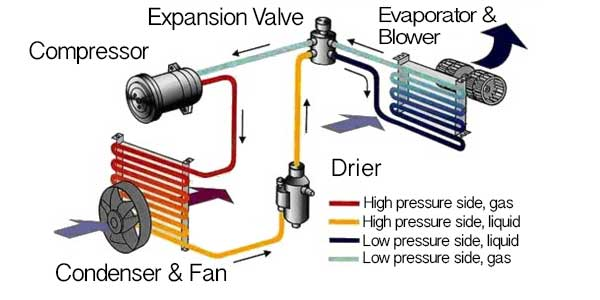 Expansion Valve
Evaporator &
Blower
Compressor
Drier
High pressure side, gas
High pressure side, liquid
Low pressure side, liquid
Low pressure side, gas
Condenser & Fan